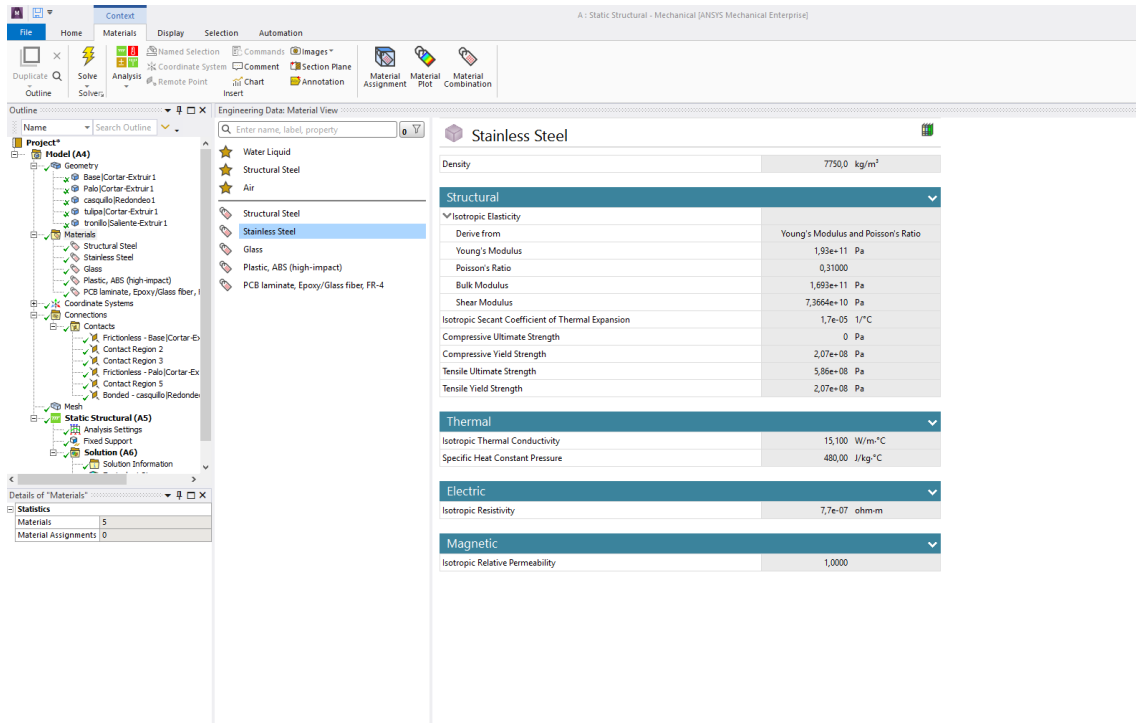 Context
A : Static Structural - Mechanical [ANSYS Mechanical Enterprise]
File Home Materials Display Selection Automation
Named Selection Commands Images
Coordinate System Comment Section Plane
Remote Point Chart Annotation
Duplicate Solve Analysis Material Assignment Material Plot Material Combination
Outline Solvers Insert
Outline
Name Search Outline
Project*
Model (A4)
Geometry
Base|Cortar-Extruir1
Palo|Cortar-Extruir1
casquillo|Redondeo1
tulipa|Cortar-Extruir1
tronillo|Saliente-Extruir1
Materials
Structural Steel
Stainless Steel
Glass
Plastic, ABS (high-impact)
PCB laminate, Epoxy/Glass fiber,
Coordinate Systems
Connections
Contacts
Frictionless - Base|Cortar-Ex
Contact Region 2
Contact Region 3
Frictionless - Palo|Cortar-Ex
Contact Region 5
Bonded - casquillo|Redonde
Mesh
Static Structural (A5)
Analysis Settings
Fixed Support
Solution (A6)
Solution Information
Details of "Materials"
Statistics
Materials 5
Material Assignments 0
Engineering Data: Material View
Enter name, label, property 0
Water Liquid
Structural Steel
Air
Structural Steel
Stainless Steel
Glass
Plastic, ABS (high-impact)
PCB laminate, Epoxy/Glass fiber, FR-4
Stainless Steel
Density 7750,0 kg/m³
Structural
Isotropic Elasticity
Derive from Young's Modulus and Poisson's Ratio
Young's Modulus 1,93e+11 Pa
Poisson's Ratio 0,31000
Bulk Modulus 1,693e+11 Pa
Shear Modulus 7,3664e+10 Pa
Isotropic Secant Coefficient of Thermal Expansion 1,7e-05 1/°C
Compressive Ultimate Strength 0 Pa
Compressive Yield Strength 2,07e+08 Pa
Tensile Ultimate Strength 5,86e+08 Pa
Tensile Yield Strength 2,07e+08 Pa
Thermal
Isotropic Thermal Conductivity 15,100 W/m·°C
Specific Heat Constant Pressure 480,00 J/kg·°C
Electric
Isotropic Resistivity 7,7e-07 ohm·m
Magnetic
Isotropic Relative Permeability 1,0000